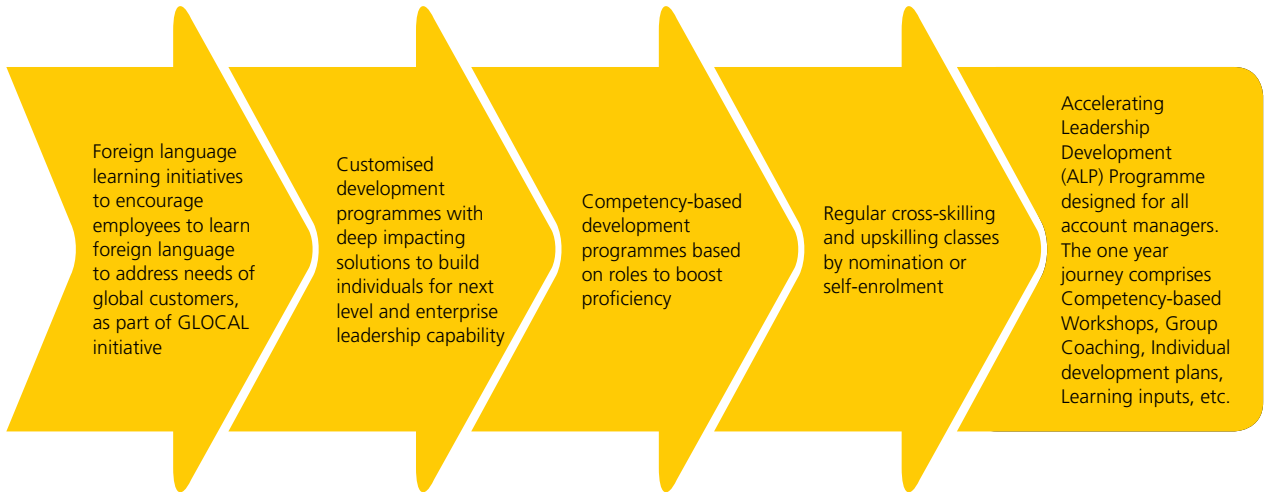 Foreign language
learning initiatives
to encourage
employees to learn
foreign language
to address needs of
global customers,
as part of GLOCAL
initiative
Customised
development
programmes with
deep impacting
solutions to build
individuals for next
level and enterprise
leadership capability
Competency-based
development
programmes based
on roles to boost
proficiency
Regular cross-skilling
and upskilling classes
by nomination or
self-enrolment
Accelerating
Leadership
Development
(ALP) Programme
designed for all
account managers.
The one year
journey comprises
Competency-based
Workshops, Group
Coaching, Individual
development plans,
Learning inputs, etc.